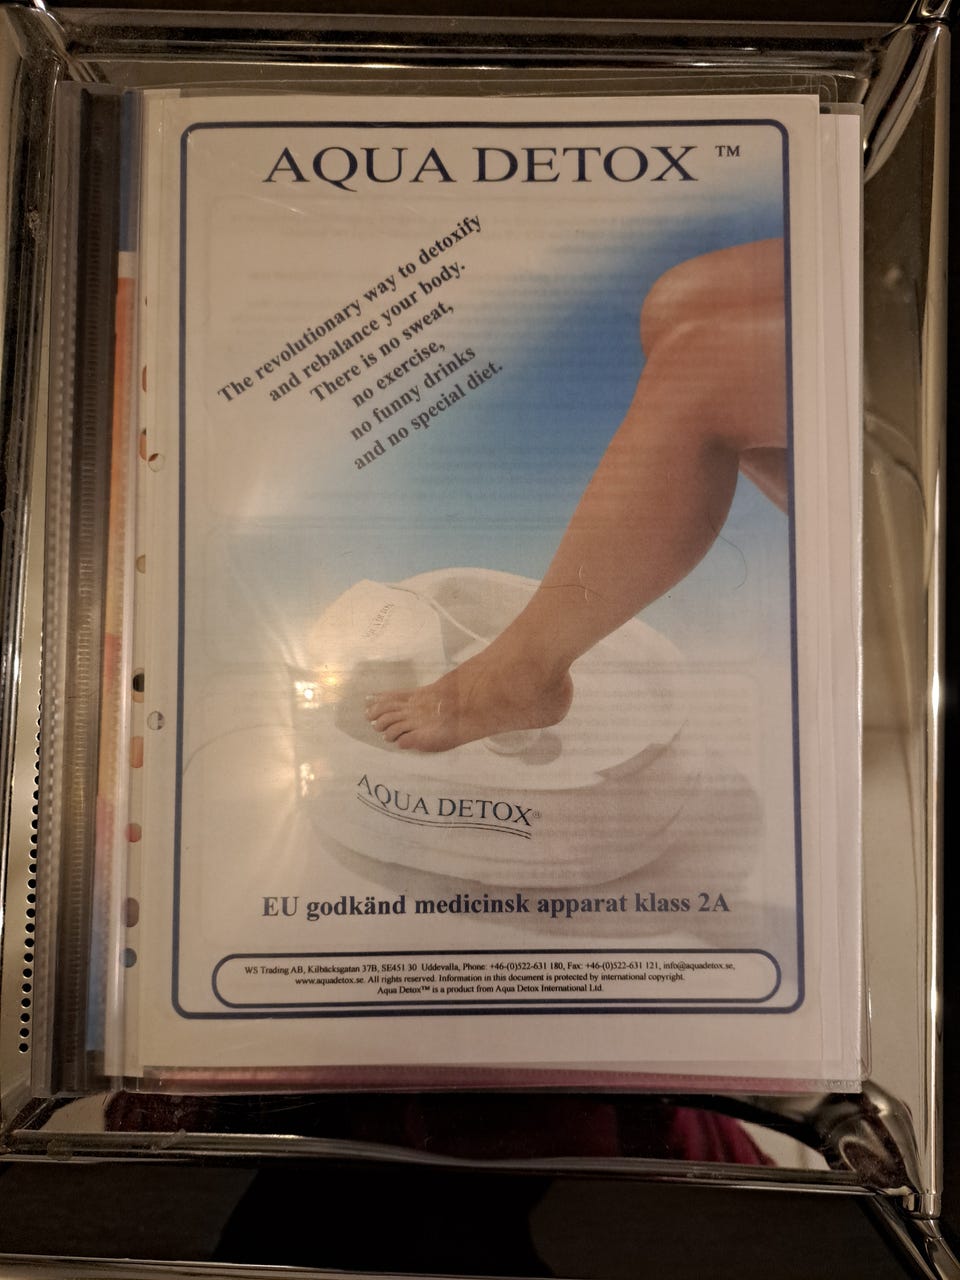 AQUA DETOX ™
The revolutionary way to detoxify
and rebalance your body.
There is no sweat,
no exercise,
no funny drinks
and no special diet.
AQUA DETOX
AQUA DETOX®
EU godkänd medicinsk apparat klass 2A
WS Trading AB, Kilbäcksgatan 37B, SE451 30 Uddevalla, Phone: +46-(0)522-631 180, Fax: +46-(0)522-631 121, info@aquadetox.se,
www.aquadetox.se. All rights reserved. Information in this document is protected by international copyright.
Aqua Detox™ is a product from Aqua Detox International Ltd.